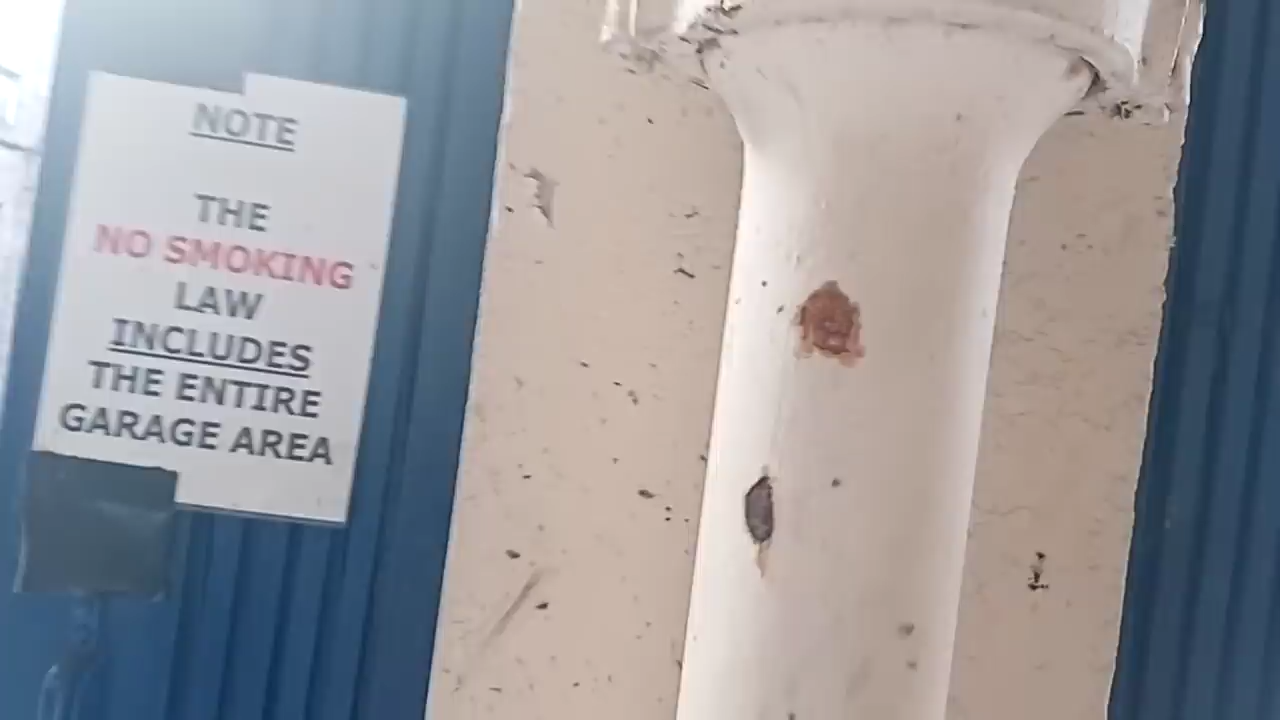 NOTE
THE
NO SMOKING
LAW
INCLUDES
THE ENTIRE
GARAGE AREA